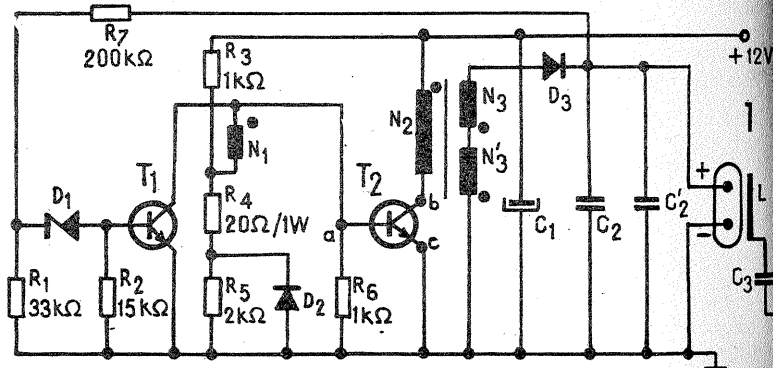 R7
200kΩ
R3
1kΩ
+12V
N1
N2
N3
N'3
D3
1
T1
T2
D1
R4
20Ω/1W
a
b
c
C1
C2
C'2
+
−
L
C3
R1
33kΩ
R2
15kΩ
R5
2kΩ
D2
R6
1kΩ